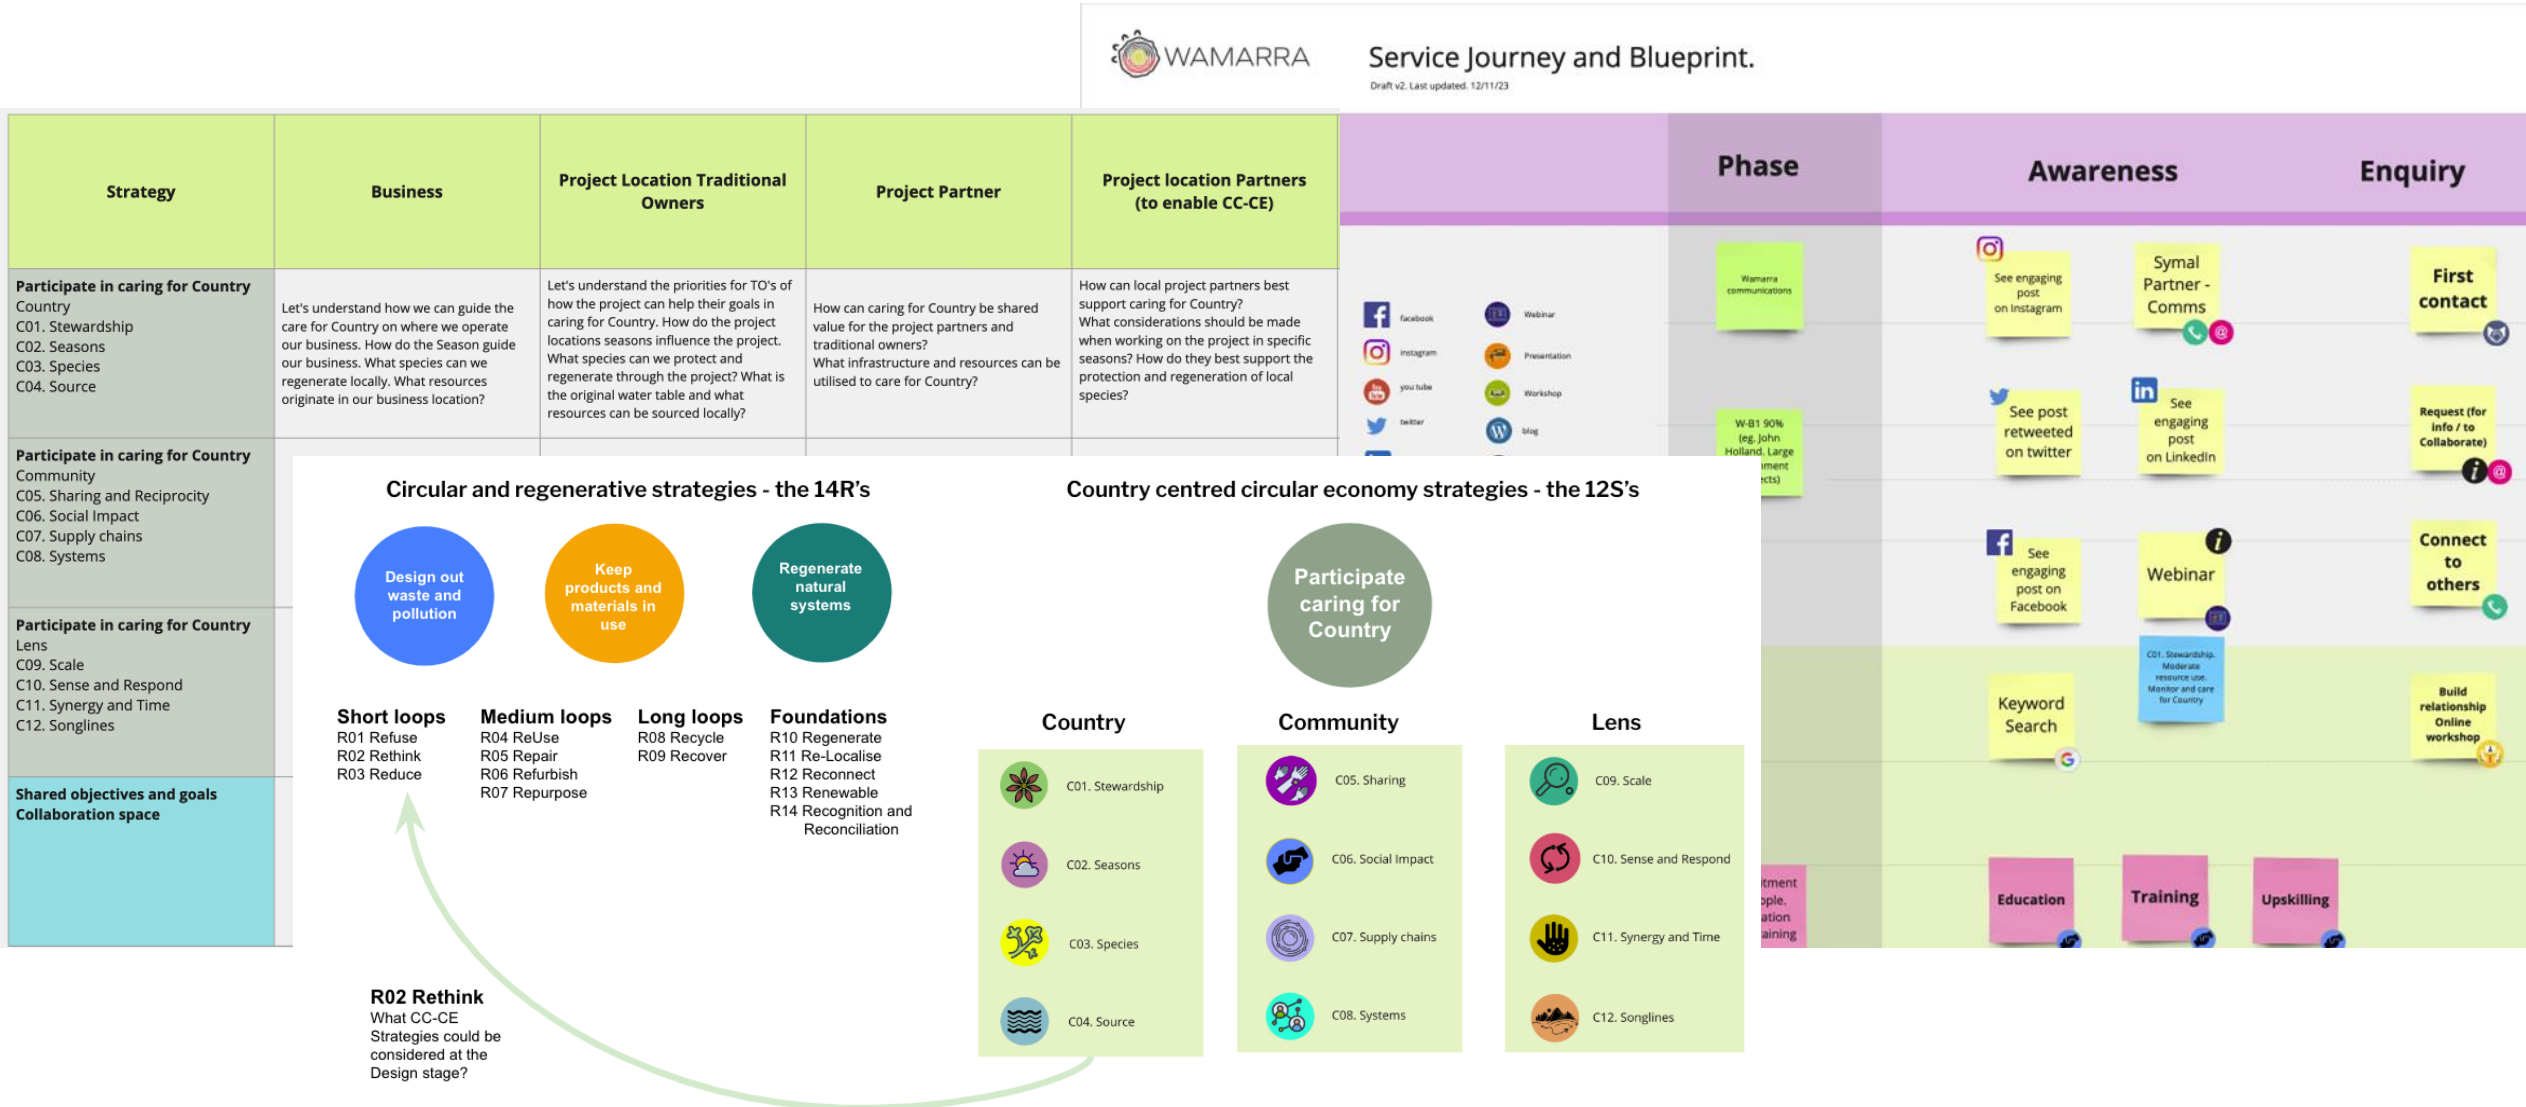 WAMARRA
Service Journey and Blueprint.
Draft v2. Last updated. 12/11/23
Strategy
Business
Project Location Traditional
Owners
Project Partner
Project location Partners
(to enable CC-CE)
Participate in caring for Country
Country
C01. Stewardship
C02. Seasons
C03. Species
C04. Source
Let's understand how we can guide the
care for Country on where we operate
our business. How do the Season guide
our business. What species can we
regenerate locally. What resources
originate in our business location?
Let's understand the priorities for TO's of
how the project can help their goals in
caring for Country. How do the project
locations seasons influence the project.
What species can we protect and
regenerate through the project? What is
the original water table and what
resources can be sourced locally?
How can caring for Country be shared
value for the project partners and
traditional owners?
What infrastructure and resources can be
utilised to care for Country?
How can local project partners best
support caring for Country?
What considerations should be made
when working on the project in specific
seasons? How do they best support the
protection and regeneration of local
species?
Participate in caring for Country
Community
C05. Sharing and Reciprocity
C06. Social Impact
C07. Supply chains
C08. Systems
Participate in caring for Country
Lens
C09. Scale
C10. Sense and Respond
C11. Synergy and Time
C12. Songlines
Shared objectives and goals
Collaboration space
Circular and regenerative strategies - the 14R's
Design out
waste and
pollution
Keep
products and
materials in
use
Regenerate
natural
systems
Short loops
R01 Refuse
R02 Rethink
R03 Reduce
Medium loops
R04 ReUse
R05 Repair
R06 Refurbish
R07 Repurpose
Long loops
R08 Recycle
R09 Recover
Foundations
R10 Regenerate
R11 Re-Localise
R12 Reconnect
R13 Renewable
R14 Recognition and
Reconciliation
R02 Rethink
What CC-CE
Strategies could be
considered at the
Design stage?
Country centred circular economy strategies - the 12S's
Participate
caring for
Country
Country
C01. Stewardship
C02. Seasons
C03. Species
C04. Source
Community
C05. Sharing
C06. Social Impact
C07. Supply chains
C08. Systems
Lens
C09. Scale
C10. Sense and Respond
C11. Synergy and Time
C12. Songlines
Phase
Awareness
Enquiry
facebook
instagram
you tube
twitter
Webinar
Presentation
Workshop
blog
Wamarra
communications
W-B1 90%
(eg. John
Holland. Large
See engaging
post
on Instagram
Symal
Partner -
Comms
First
contact
See post
retweeted
on twitter
See
engaging
post
on LinkedIn
Request (for
info / to
Collaborate)
See
engaging
post on
Facebook
Webinar
Connect
to
others
Keyword
Search
C01. Stewardship.
Moderate
resource use.
Monitor and care
for Country
Build
relationship
Online
workshop
Education
Training
Upskilling